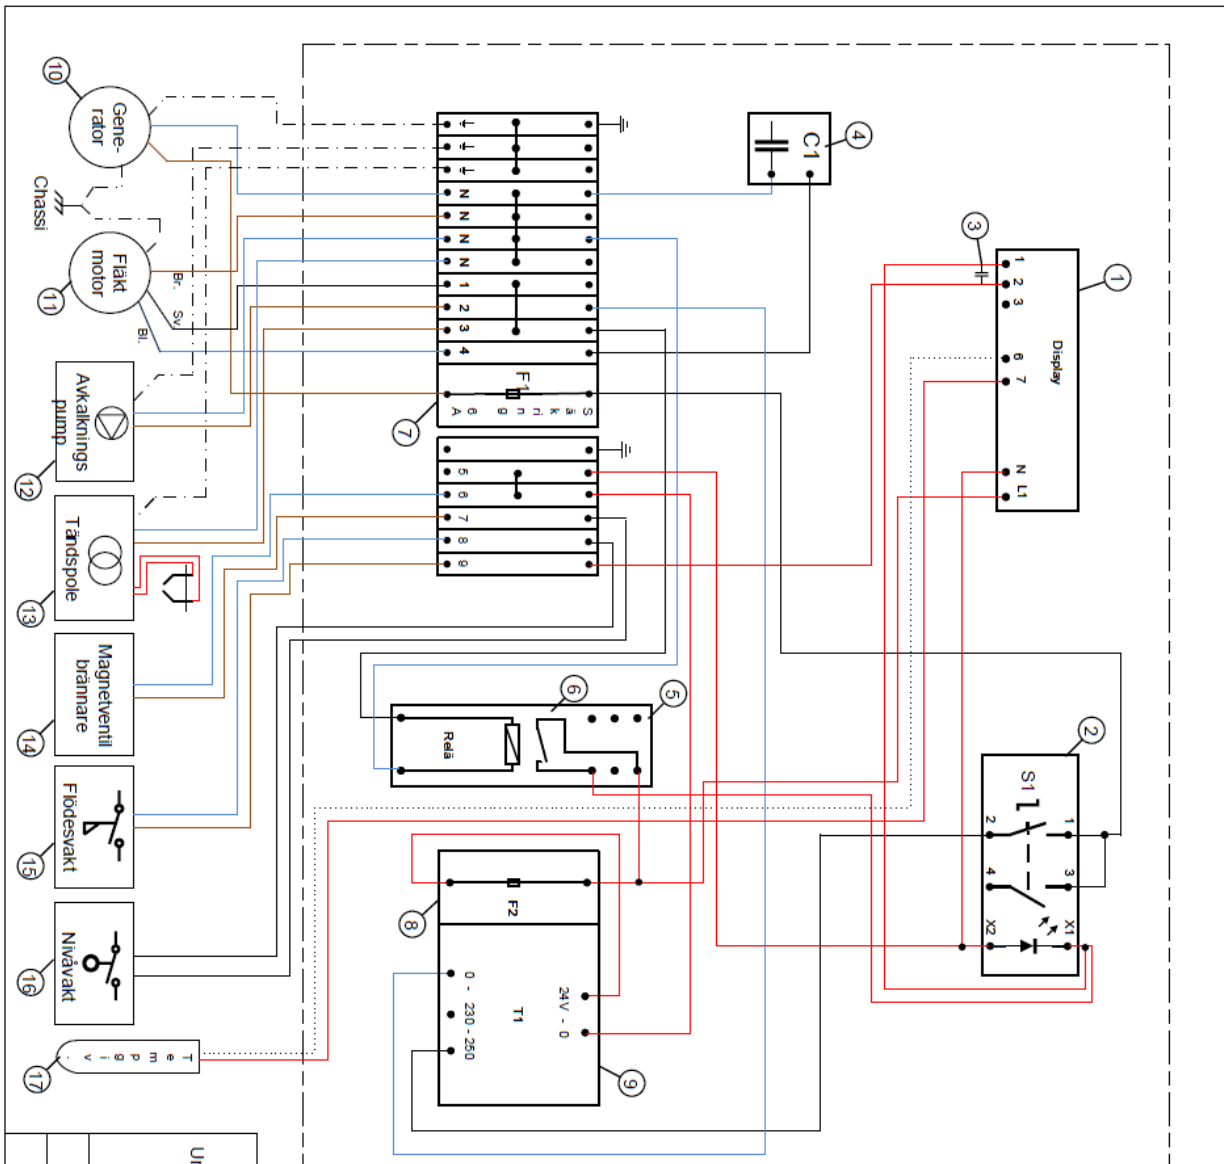 10
Gene-
rator
Chassi
Fläkt
motor
11
Br.
Sv
Bl.
Avkalknings
pump
12
Tändspole
13
Magnetventil
brännare
14
Flödesvakt
15
Nivåvakt
16
Tempgiv.
17
N
N
N
N
1
2
3
4
F1
Säkring 6 A
7
5
6
7
8
9
C1
4
3
1
2
3
6
7
N
L1
Display
1
Relä
6
5
2
S1
1
2
3
4
X1
X2
F2
8
T1
0 - 230 - 250
24V - 0
9